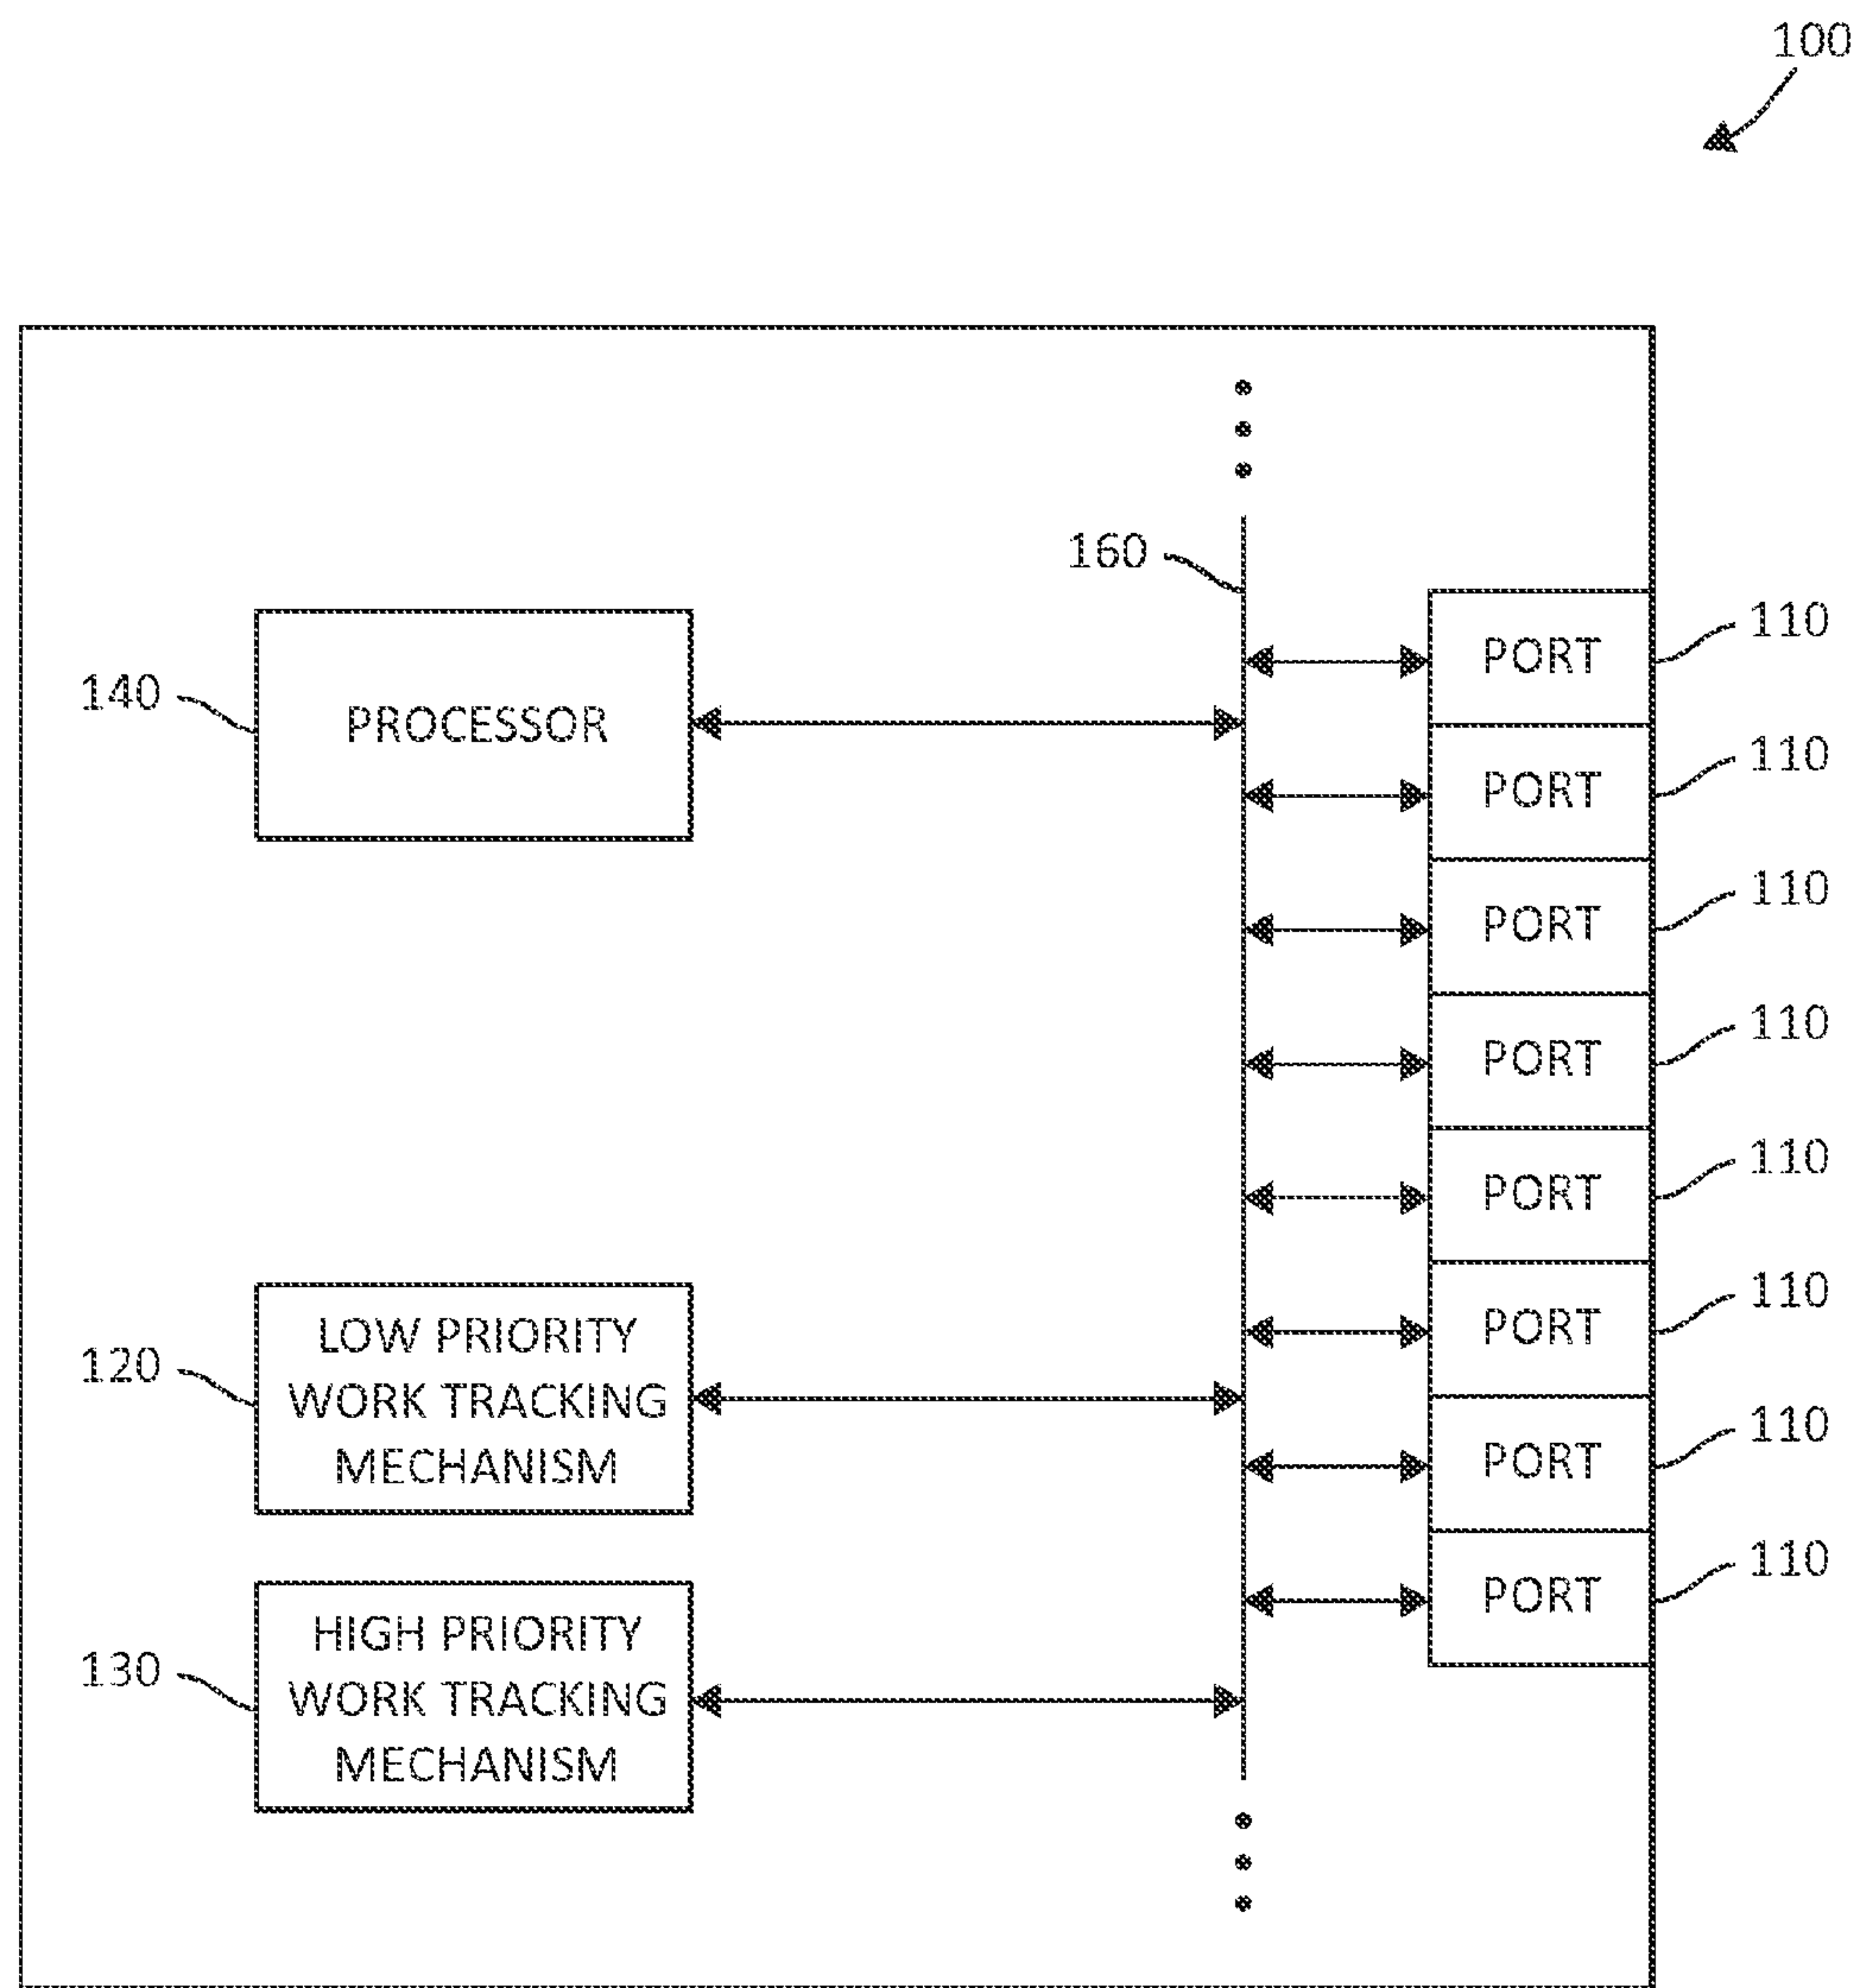 100
160
PORT
110
140
PROCESSOR
PORT
110
PORT
110
PORT
110
PORT
110
LOW PRIORITY
WORK TRACKING
MECHANISM
120
PORT
110
PORT
110
HIGH PRIORITY
WORK TRACKING
MECHANISM
130
PORT
110